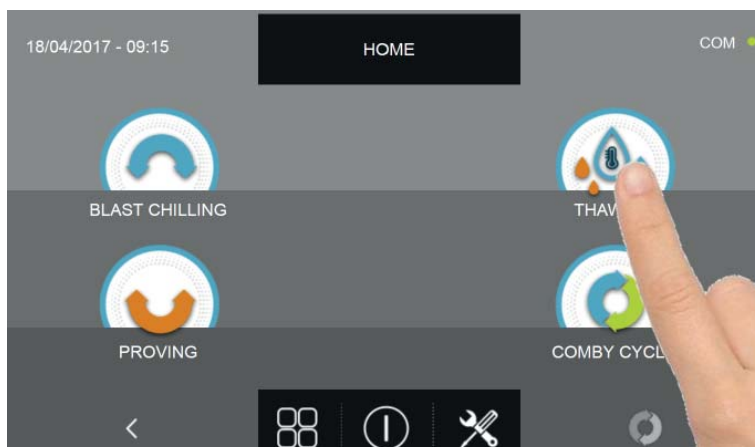 18/04/2017 - 09:15
HOME
COM
BLAST CHILLING
PROVING